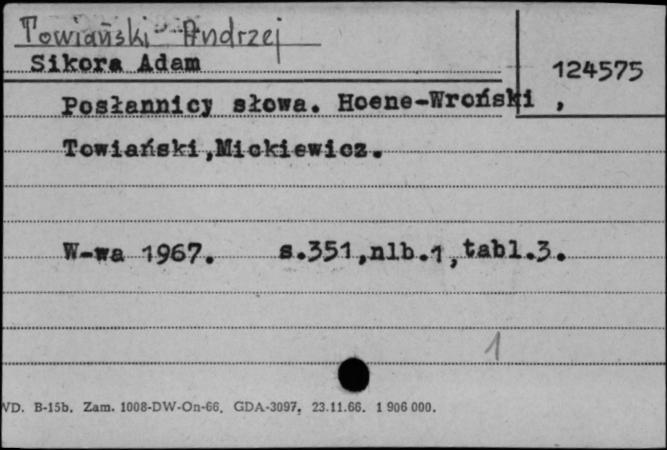 Towiański Andrzej
Sikora Adam
124575
Posłannicy słowa. Hoene-Wroński ,
Towiański,Mickiewicz.
W-wa 1967. s.351,nlb.1,tabl.3.
1
WD. B-15b. Zam. 1008-DW-On-66. GDA-3097. 23.11.66. 1 906 000.